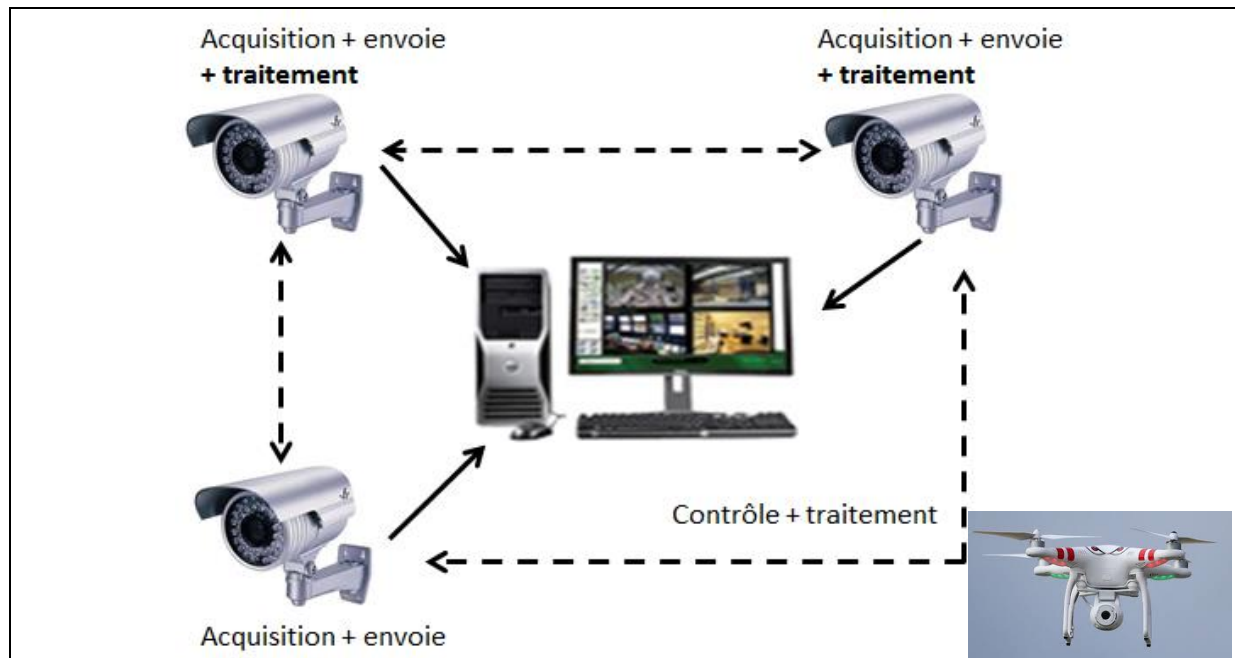 Acquisition + envoie
+ traitement
Acquisition + envoie
+ traitement
Contrôle + traitement
Acquisition + envoie